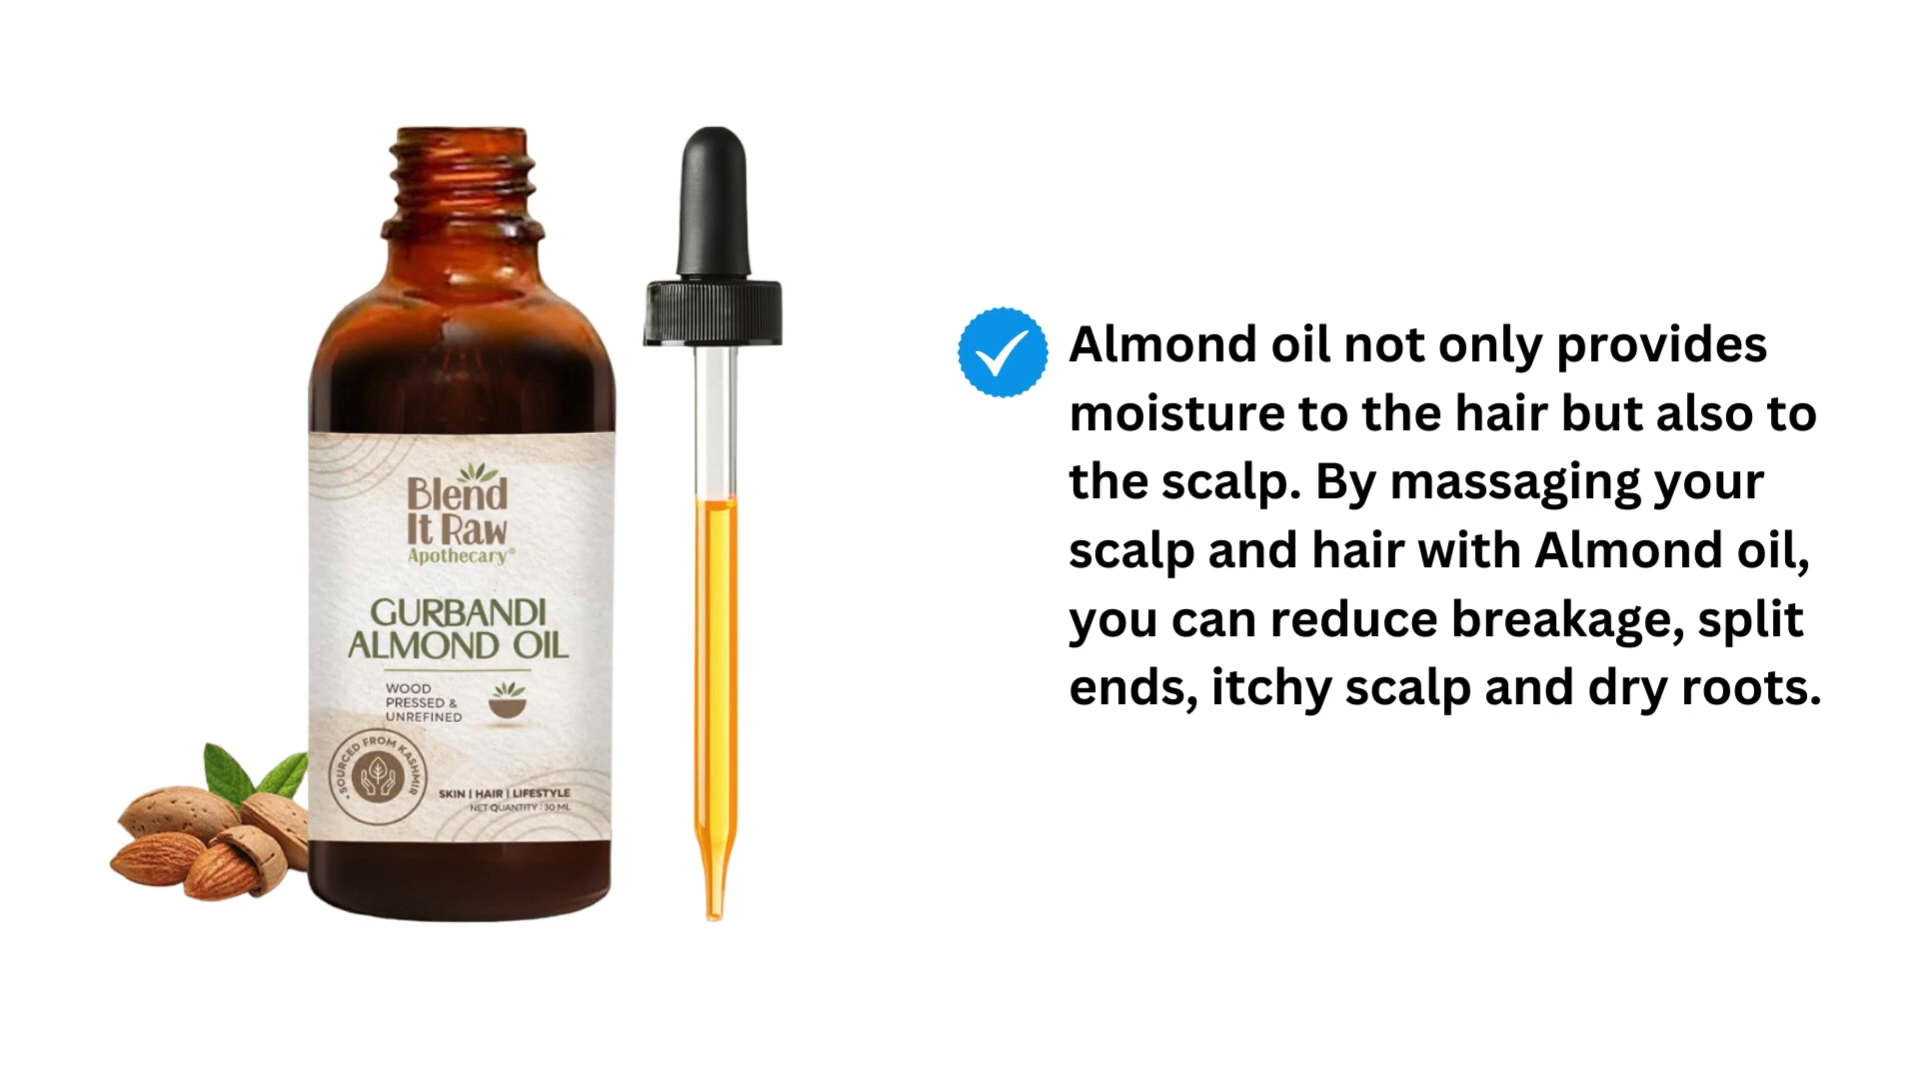 Blend
It Raw
Apothecary®
GURBANDI
ALMOND OIL
WOOD
PRESSED &
UNREFINED
• SOURCED FROM KASHMIR
SKIN | HAIR | LIFESTYLE
NET QUANTITY : 30 ML
Almond oil not only provides
moisture to the hair but also to
the scalp. By massaging your
scalp and hair with Almond oil,
you can reduce breakage, split
ends, itchy scalp and dry roots.